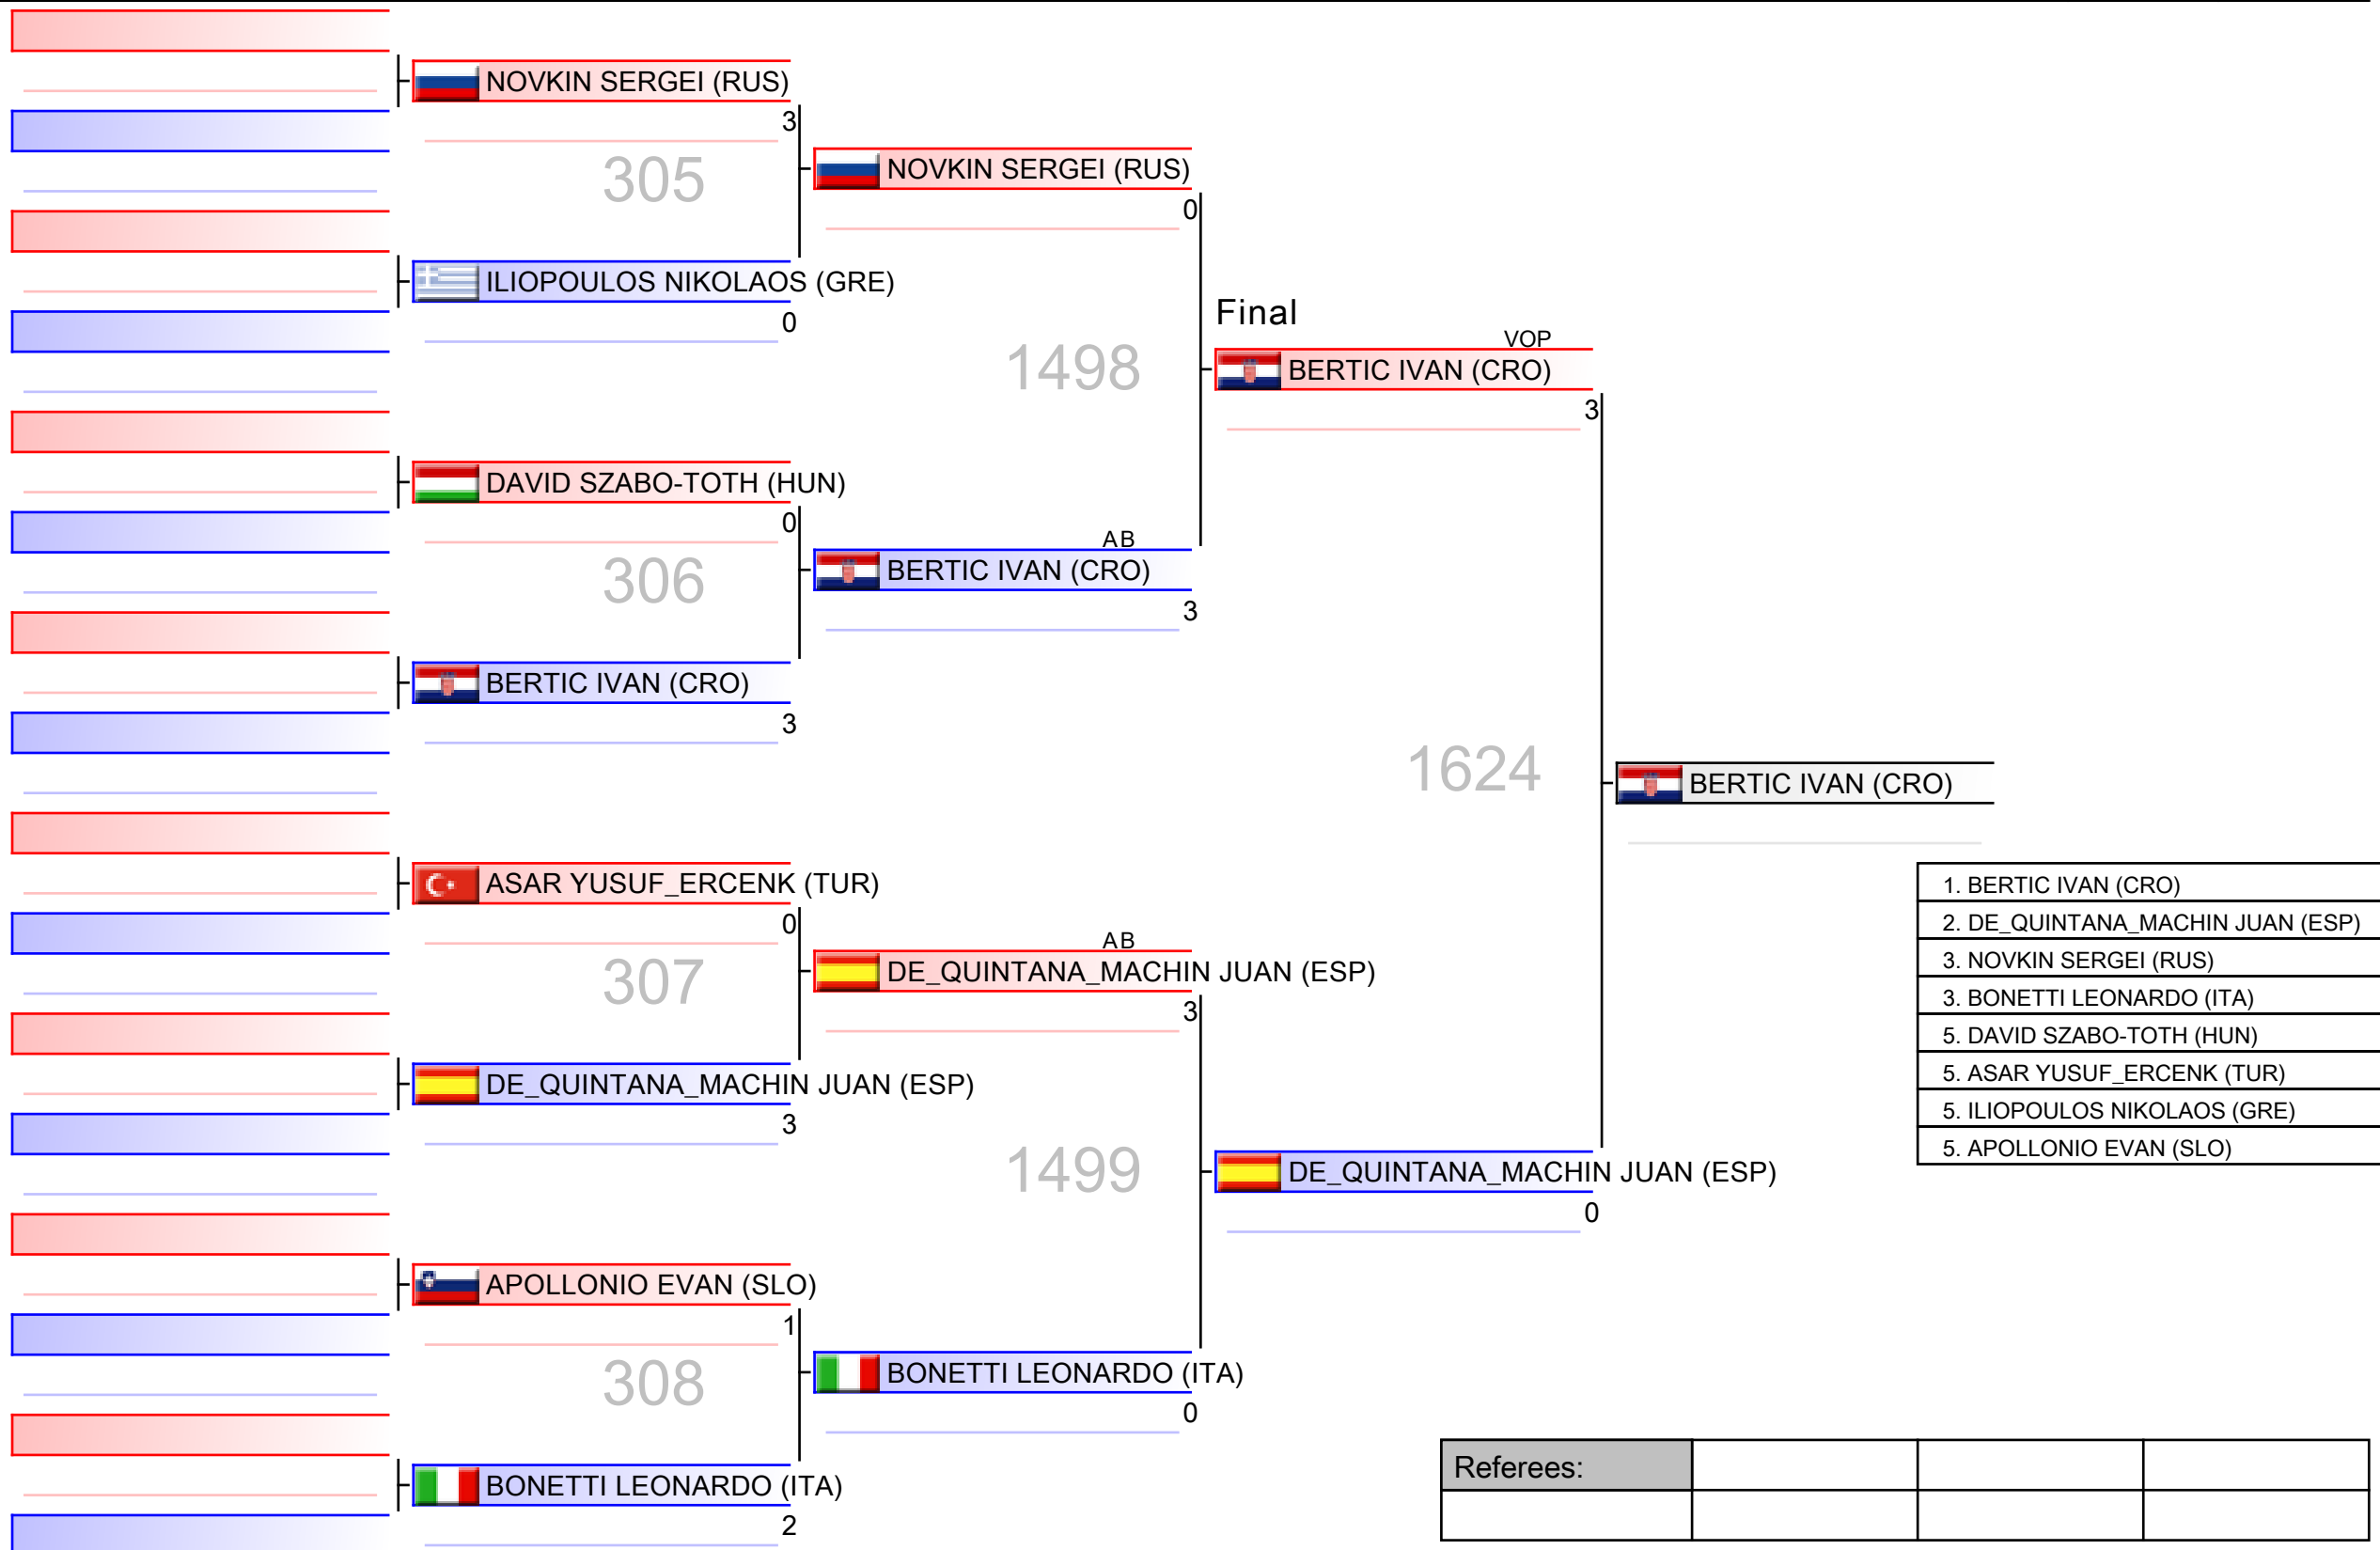 NOVKIN SERGEI (RUS)
3
305
ILIOPOULOS NIKOLAOS (GRE)
0
DAVID SZABO-TOTH (HUN)
0
306
BERTIC IVAN (CRO)
3
ASAR YUSUF_ERCENK (TUR)
0
307
DE_QUINTANA_MACHIN JUAN (ESP)
3
APOLLONIO EVAN (SLO)
1
308
BONETTI LEONARDO (ITA)
2
NOVKIN SERGEI (RUS)
0
1498
AB
BERTIC IVAN (CRO)
3
AB
DE_QUINTANA_MACHIN JUAN (ESP)
3
1499
BONETTI LEONARDO (ITA)
0
Final
VOP
BERTIC IVAN (CRO)
3
1624
DE_QUINTANA_MACHIN JUAN (ESP)
0
BERTIC IVAN (CRO)
1. BERTIC IVAN (CRO)
2. DE_QUINTANA_MACHIN JUAN (ESP)
3. NOVKIN SERGEI (RUS)
3. BONETTI LEONARDO (ITA)
5. DAVID SZABO-TOTH (HUN)
5. ASAR YUSUF_ERCENK (TUR)
5. ILIOPOULOS NIKOLAOS (GRE)
5. APOLLONIO EVAN (SLO)
Referees: